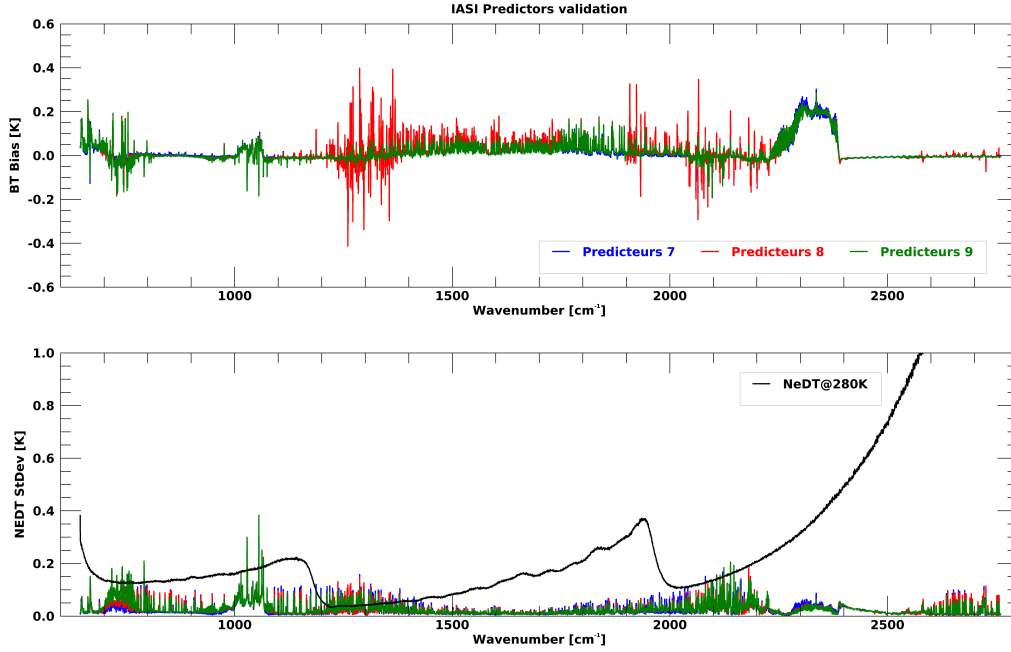 IASI Predictors validation
0.6
0.4
0.2
0.0
-0.2
-0.4
-0.6
BT Bias [K]
Predicteurs 7 Predicteurs 8 Predicteurs 9
1000 1500 2000 2500
Wavenumber [cm⁻¹]
1.0
0.8
0.6
0.4
0.2
0.0
NEDT StDev [K]
NeDT@280K
1000 1500 2000 2500
Wavenumber [cm⁻¹]